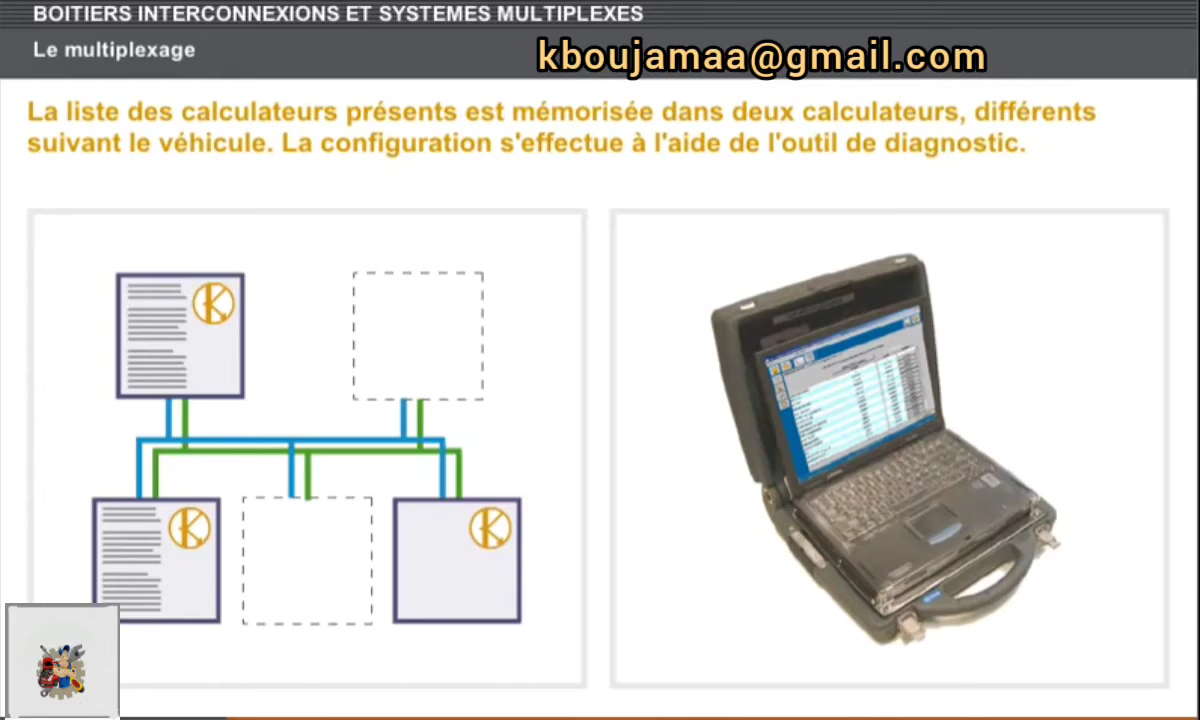 BOITIERS INTERCONNEXIONS ET SYSTEMES MULTIPLEXES
Le multiplexage
kboujamaa@gmail.com
La liste des calculateurs présents est mémorisée dans deux calculateurs, différents
suivant le véhicule. La configuration s'effectue à l'aide de l'outil de diagnostic.